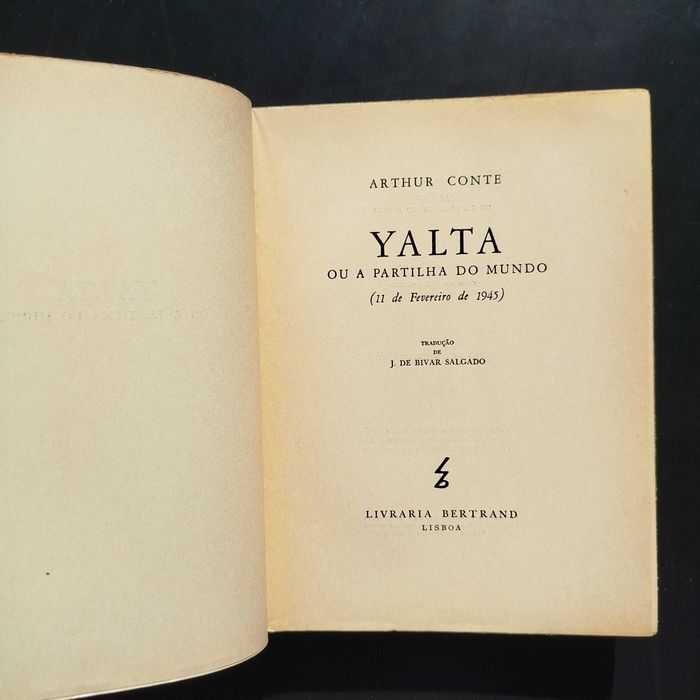 ARTHUR CONTE
YALTA
OU A PARTILHA DO MUNDO
(11 de Fevereiro de 1945)
TRADUÇÃO
DE
J. DE BIVAR SALGADO
LIVRARIA BERTRAND
LISBOA